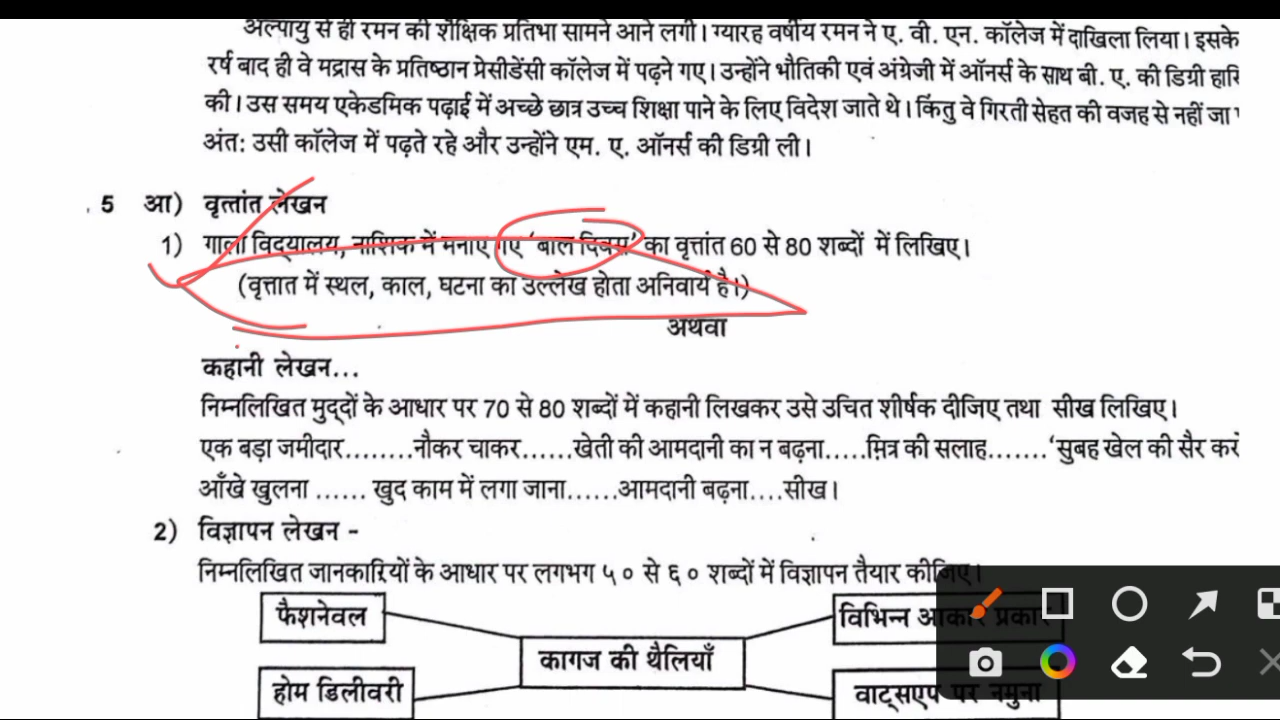 अल्पायु से ही रमन की शैक्षिक प्रतिभा सामने आने लगी। ग्यारह वर्षीय रमन ने ए. वी. एन. कॉलेज में दाखिला लिया। इसके
र्ष बाद ही वे मद्रास के प्रतिष्ठान प्रेसीडेंसी कॉलेज में पढ़ने गए। उन्होंने भौतिकी एवं अंग्रेजी में ऑनर्स के साथ बी. ए. की डिग्री
की। उस समय एकेडमिक पढ़ाई में अच्छे छात्र उच्च शिक्षा पाने के लिए विदेश जाते थे। किंतु वे गिरती सेहत की वजह से नहीं जा
अंत: उसी कॉलेज में पढ़ते रहे और उन्होंने एम. ए. ऑनर्स की डिग्री ली।
5 आ) वृत्तांत लेखन
1) गाला विद्यालय, नाशिक में मनाए गए 'बाल दिवस' का वृत्तांत 60 से 80 शब्दों में लिखिए।
(वृत्तात में स्थल, काल, घटना का उल्लेख होता अनिवार्य है।)
अथवा
कहानी लेखन...
निम्नलिखित मुद्दों के आधार पर 70 से 80 शब्दों में कहानी लिखकर उसे उचित शीर्षक दीजिए तथा सीख लिखिए।
एक बड़ा जमीदार........नौकर चाकर......खेती की आमदानी का न बढ़ना.....मित्र की सलाह.......'सुबह खेल की सैर करं
आँखे खुलना ...... खुद काम में लगा जाना......आमदानी बढ़ना....सीख।
2) विज्ञापन लेखन -
निम्नलिखित जानकारियों के आधार पर लगभग ५० से ६० शब्दों में विज्ञापन तैयार कीजिए।
फैशनेवल विभिन्न आकार प्रकार
कागज की थैलियाँ
होम डिलीवरी वाट्सएप पर नमुना